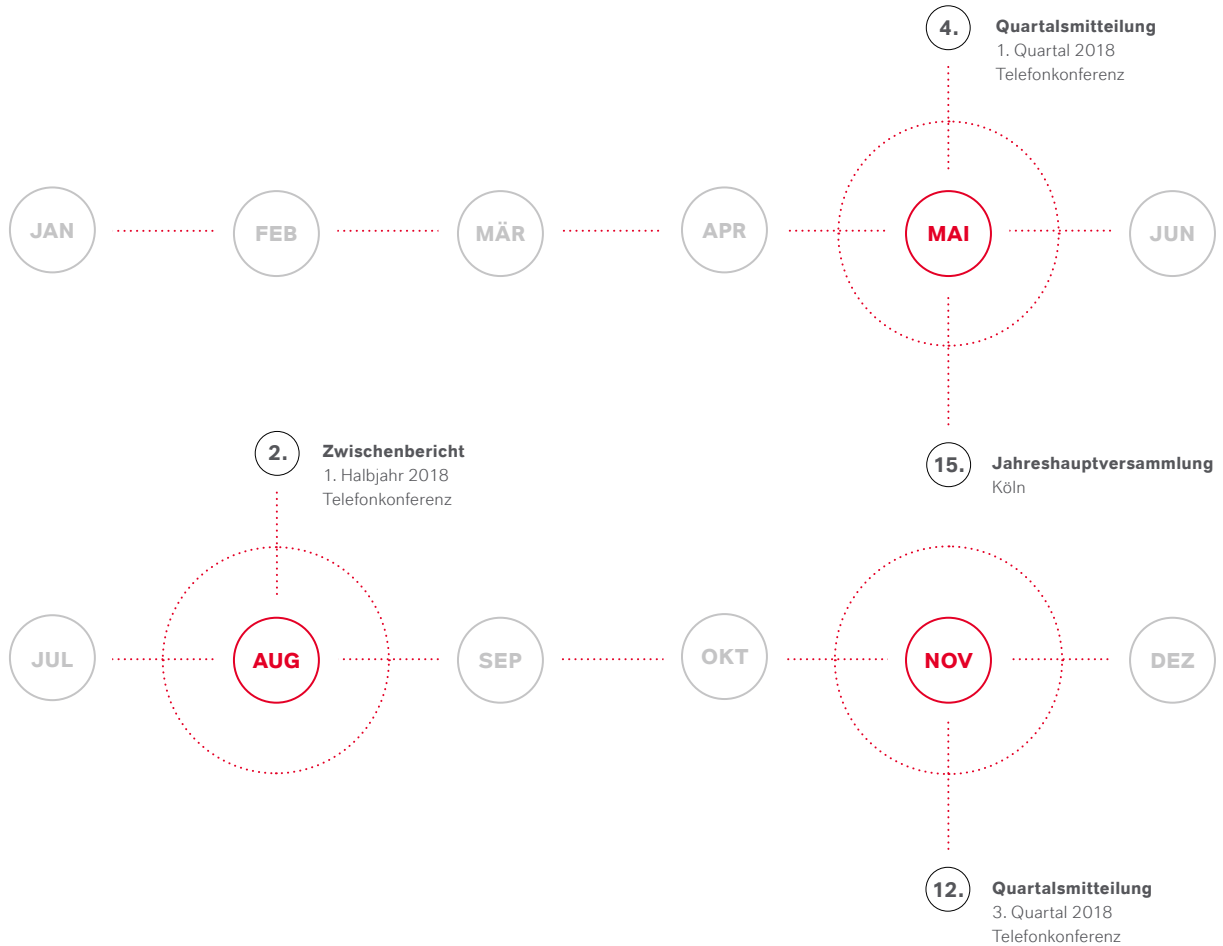 4.
Quartalsmitteilung
1. Quartal 2018
Telefonkonferenz
JAN
FEB
MÄR
APR
MAI
JUN
15.
Jahreshauptversammlung
Köln
2.
Zwischenbericht
1. Halbjahr 2018
Telefonkonferenz
JUL
AUG
SEP
OKT
NOV
DEZ
12.
Quartalsmitteilung
3. Quartal 2018
Telefonkonferenz